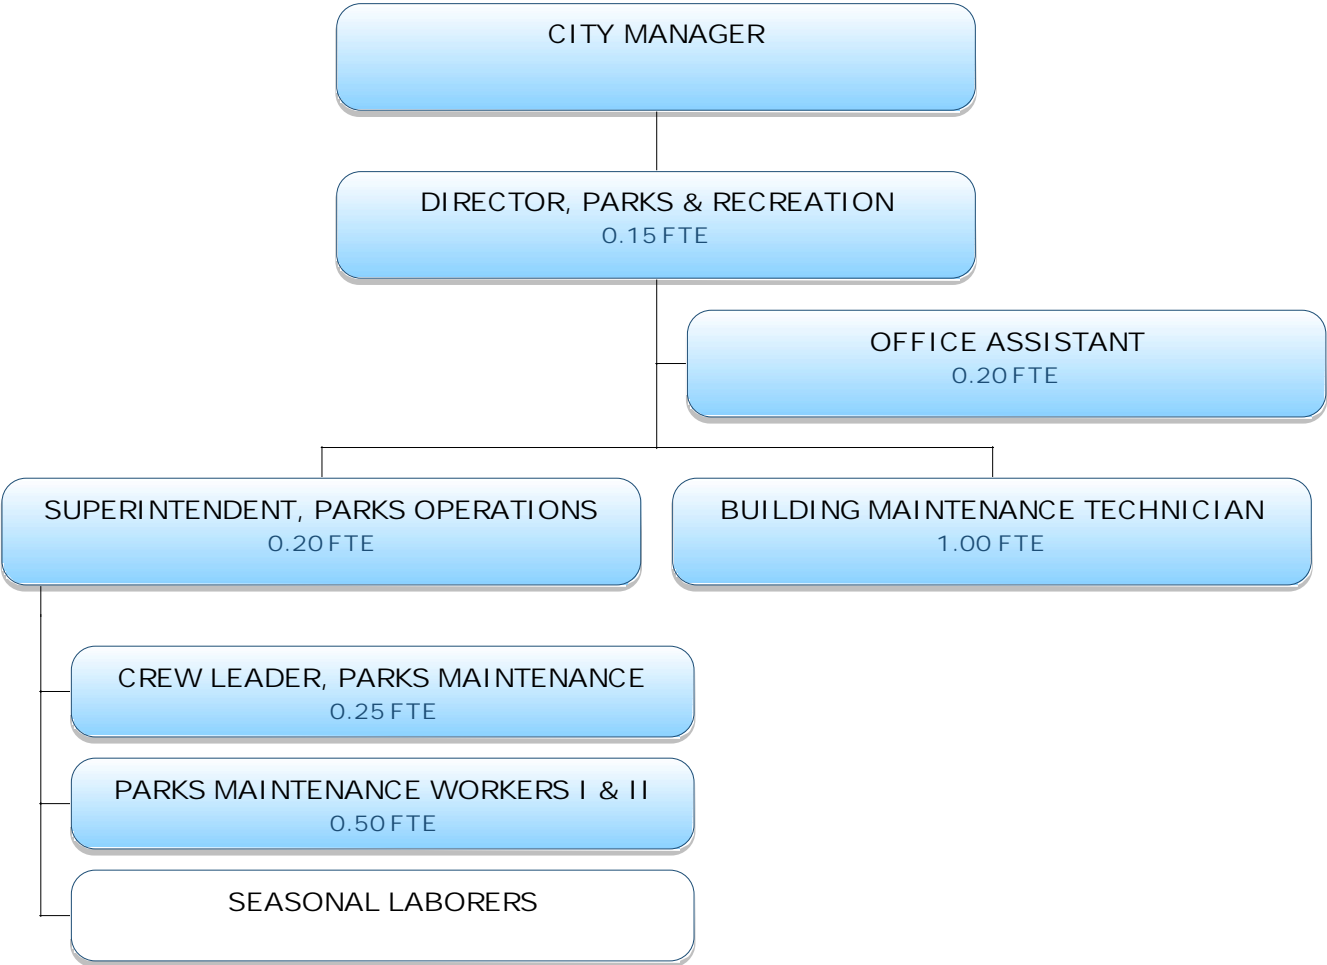 CITY MANAGER
DIRECTOR, PARKS & RECREATION
0.15 FTE
OFFICE ASSISTANT
0.20 FTE
SUPERINTENDENT, PARKS OPERATIONS
0.20 FTE
BUILDING MAINTENANCE TECHNICIAN
1.00 FTE
CREW LEADER, PARKS MAINTENANCE
0.25 FTE
PARKS MAINTENANCE WORKERS I & II
0.50 FTE
SEASONAL LABORERS